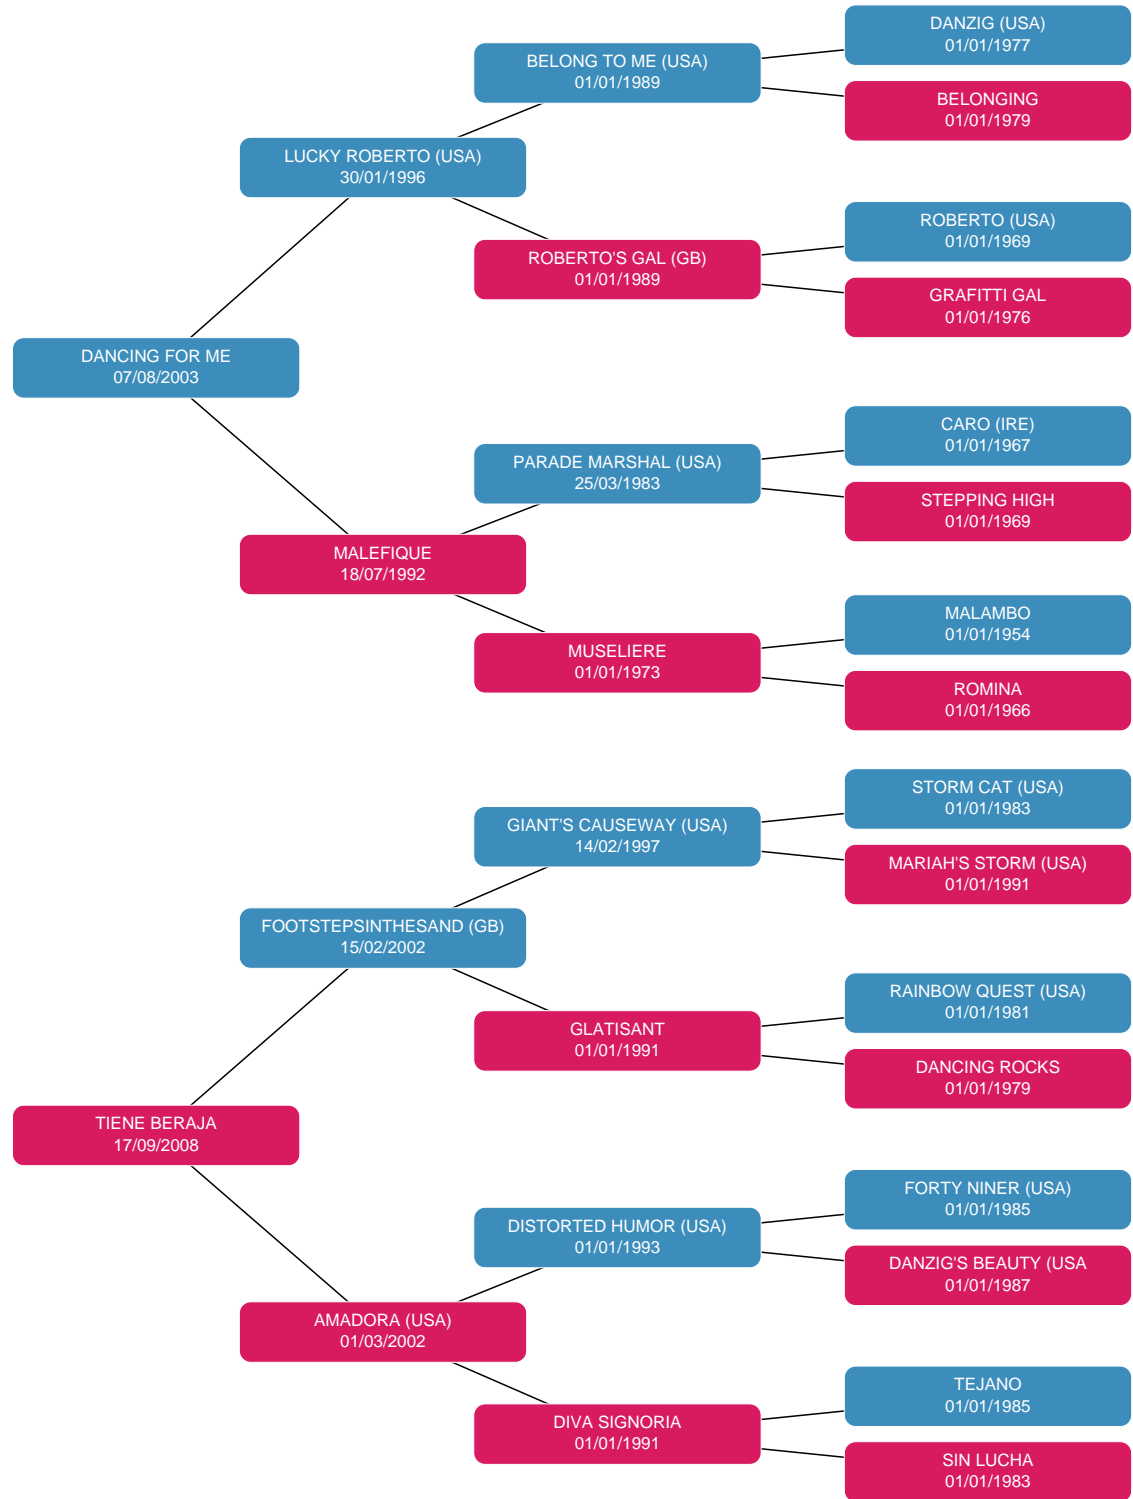 DANZIG (USA)
01/01/1977
BELONG TO ME (USA)
01/01/1989
BELONGING
01/01/1979
LUCKY ROBERTO (USA)
30/01/1996
ROBERTO (USA)
01/01/1969
ROBERTO'S GAL (GB)
01/01/1989
GRAFITTI GAL
01/01/1976
DANCING FOR ME
07/08/2003
CARO (IRE)
01/01/1967
PARADE MARSHAL (USA)
25/03/1983
STEPPING HIGH
01/01/1969
MALEFIQUE
18/07/1992
MALAMBO
01/01/1954
MUSELIERE
01/01/1973
ROMINA
01/01/1966
STORM CAT (USA)
01/01/1983
GIANT'S CAUSEWAY (USA)
14/02/1997
MARIAH'S STORM (USA)
01/01/1991
FOOTSTEPSINTHESAND (GB)
15/02/2002
RAINBOW QUEST (USA)
01/01/1981
GLATISANT
01/01/1991
DANCING ROCKS
01/01/1979
TIENE BERAJA
17/09/2008
FORTY NINER (USA)
01/01/1985
DISTORTED HUMOR (USA)
01/01/1993
DANZIG'S BEAUTY (USA
01/01/1987
AMADORA (USA)
01/03/2002
TEJANO
01/01/1985
DIVA SIGNORIA
01/01/1991
SIN LUCHA
01/01/1983